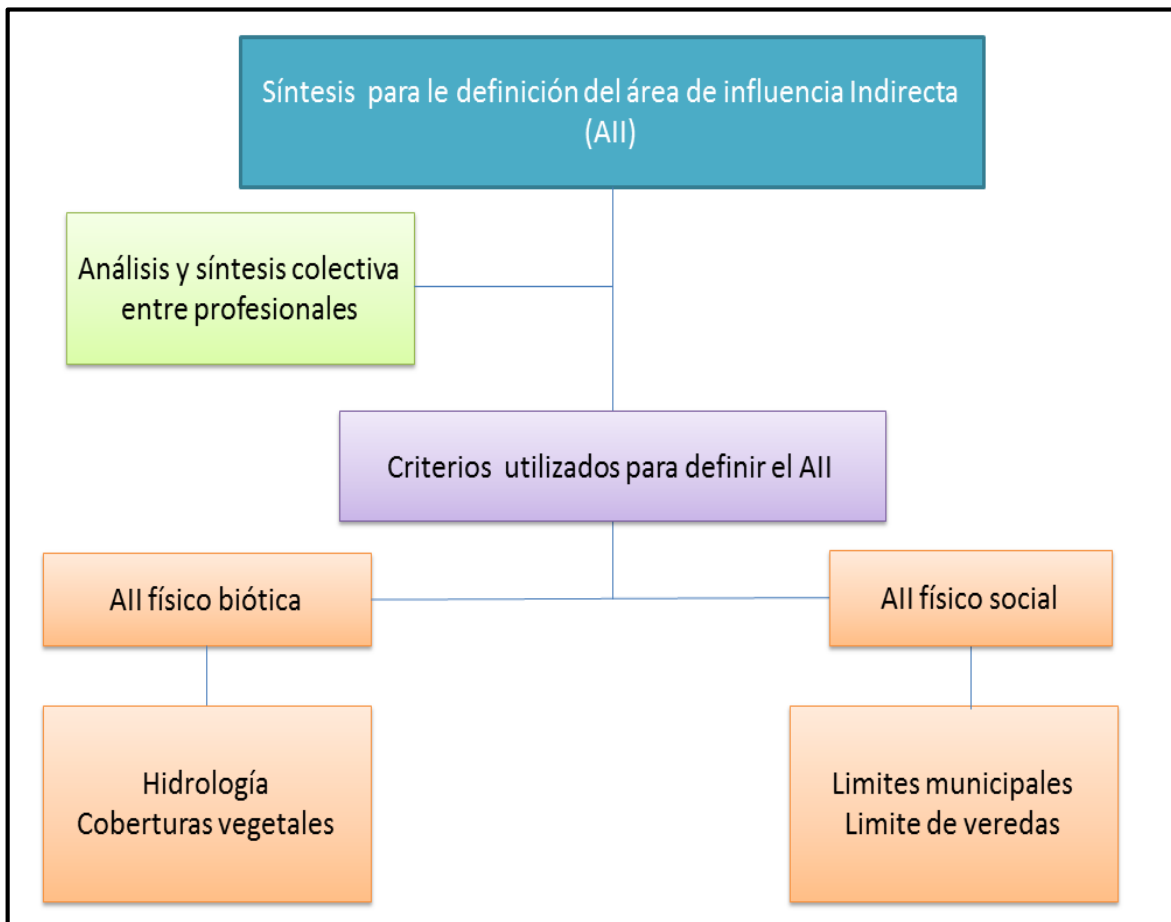 Síntesis para le definición del área de influencia Indirecta
(AII)
Análisis y síntesis colectiva
entre profesionales
Criterios utilizados para definir el AII
AII físico biótica
AII físico social
Hidrología
Coberturas vegetales
Limites municipales
Limite de veredas